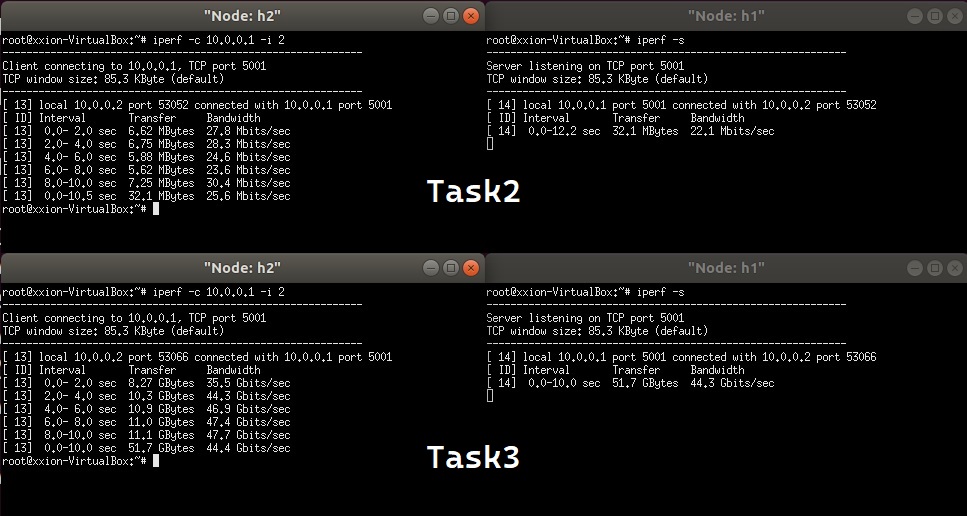 "Node: h2"
root@xxion-VirtualBox:~# iperf -c 10.0.0.1 -i 2
------------------------------------------------------------
Client connecting to 10.0.0.1, TCP port 5001
TCP window size: 85.3 KByte (default)
------------------------------------------------------------
[ 13] local 10.0.0.2 port 53052 connected with 10.0.0.1 port 5001
[ ID] Interval       Transfer     Bandwidth
[ 13]  0.0- 2.0 sec  6.62 MBytes  27.8 Mbits/sec
[ 13]  2.0- 4.0 sec  6.75 MBytes  28.3 Mbits/sec
[ 13]  4.0- 6.0 sec  5.88 MBytes  24.6 Mbits/sec
[ 13]  6.0- 8.0 sec  5.62 MBytes  23.6 Mbits/sec
[ 13]  8.0-10.0 sec  7.25 MBytes  30.4 Mbits/sec
[ 13]  0.0-10.5 sec  32.1 MBytes  25.6 Mbits/sec
root@xxion-VirtualBox:~#
"Node: h1"
root@xxion-VirtualBox:~# iperf -s
------------------------------------------------------------
Server listening on TCP port 5001
TCP window size: 85.3 KByte (default)
------------------------------------------------------------
[ 14] local 10.0.0.1 port 5001 connected with 10.0.0.2 port 53052
[ ID] Interval       Transfer     Bandwidth
[ 14]  0.0-12.2 sec  32.1 MBytes  22.1 Mbits/sec
Task2
"Node: h2"
root@xxion-VirtualBox:~# iperf -c 10.0.0.1 -i 2
------------------------------------------------------------
Client connecting to 10.0.0.1, TCP port 5001
TCP window size: 85.3 KByte (default)
------------------------------------------------------------
[ 13] local 10.0.0.2 port 53066 connected with 10.0.0.1 port 5001
[ ID] Interval       Transfer     Bandwidth
[ 13]  0.0- 2.0 sec  8.27 GBytes  35.5 Gbits/sec
[ 13]  2.0- 4.0 sec  10.3 GBytes  44.3 Gbits/sec
[ 13]  4.0- 6.0 sec  10.9 GBytes  46.9 Gbits/sec
[ 13]  6.0- 8.0 sec  11.0 GBytes  47.4 Gbits/sec
[ 13]  8.0-10.0 sec  11.1 GBytes  47.7 Gbits/sec
[ 13]  0.0-10.0 sec  51.7 GBytes  44.4 Gbits/sec
root@xxion-VirtualBox:~#
"Node: h1"
root@xxion-VirtualBox:~# iperf -s
------------------------------------------------------------
Server listening on TCP port 5001
TCP window size: 85.3 KByte (default)
------------------------------------------------------------
[ 14] local 10.0.0.1 port 5001 connected with 10.0.0.2 port 53066
[ ID] Interval       Transfer     Bandwidth
[ 14]  0.0-10.0 sec  51.7 GBytes  44.3 Gbits/sec
Task3